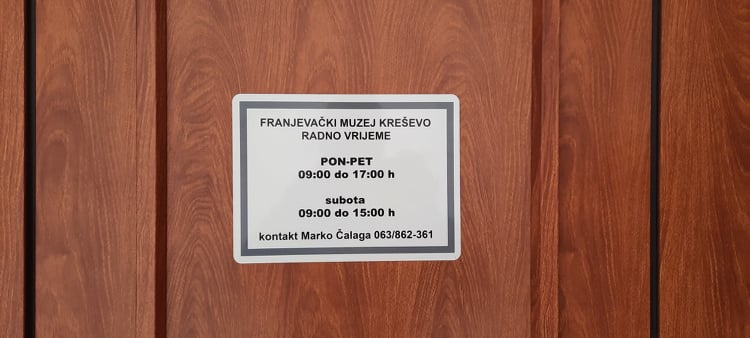 FRANJEVAČKI MUZEJ KREŠEVO
RADNO VRIJEME
PON-PET
09:00 do 17:00 h
subota
09:00 do 15:00 h
kontakt Marko Čalaga 063/862-361